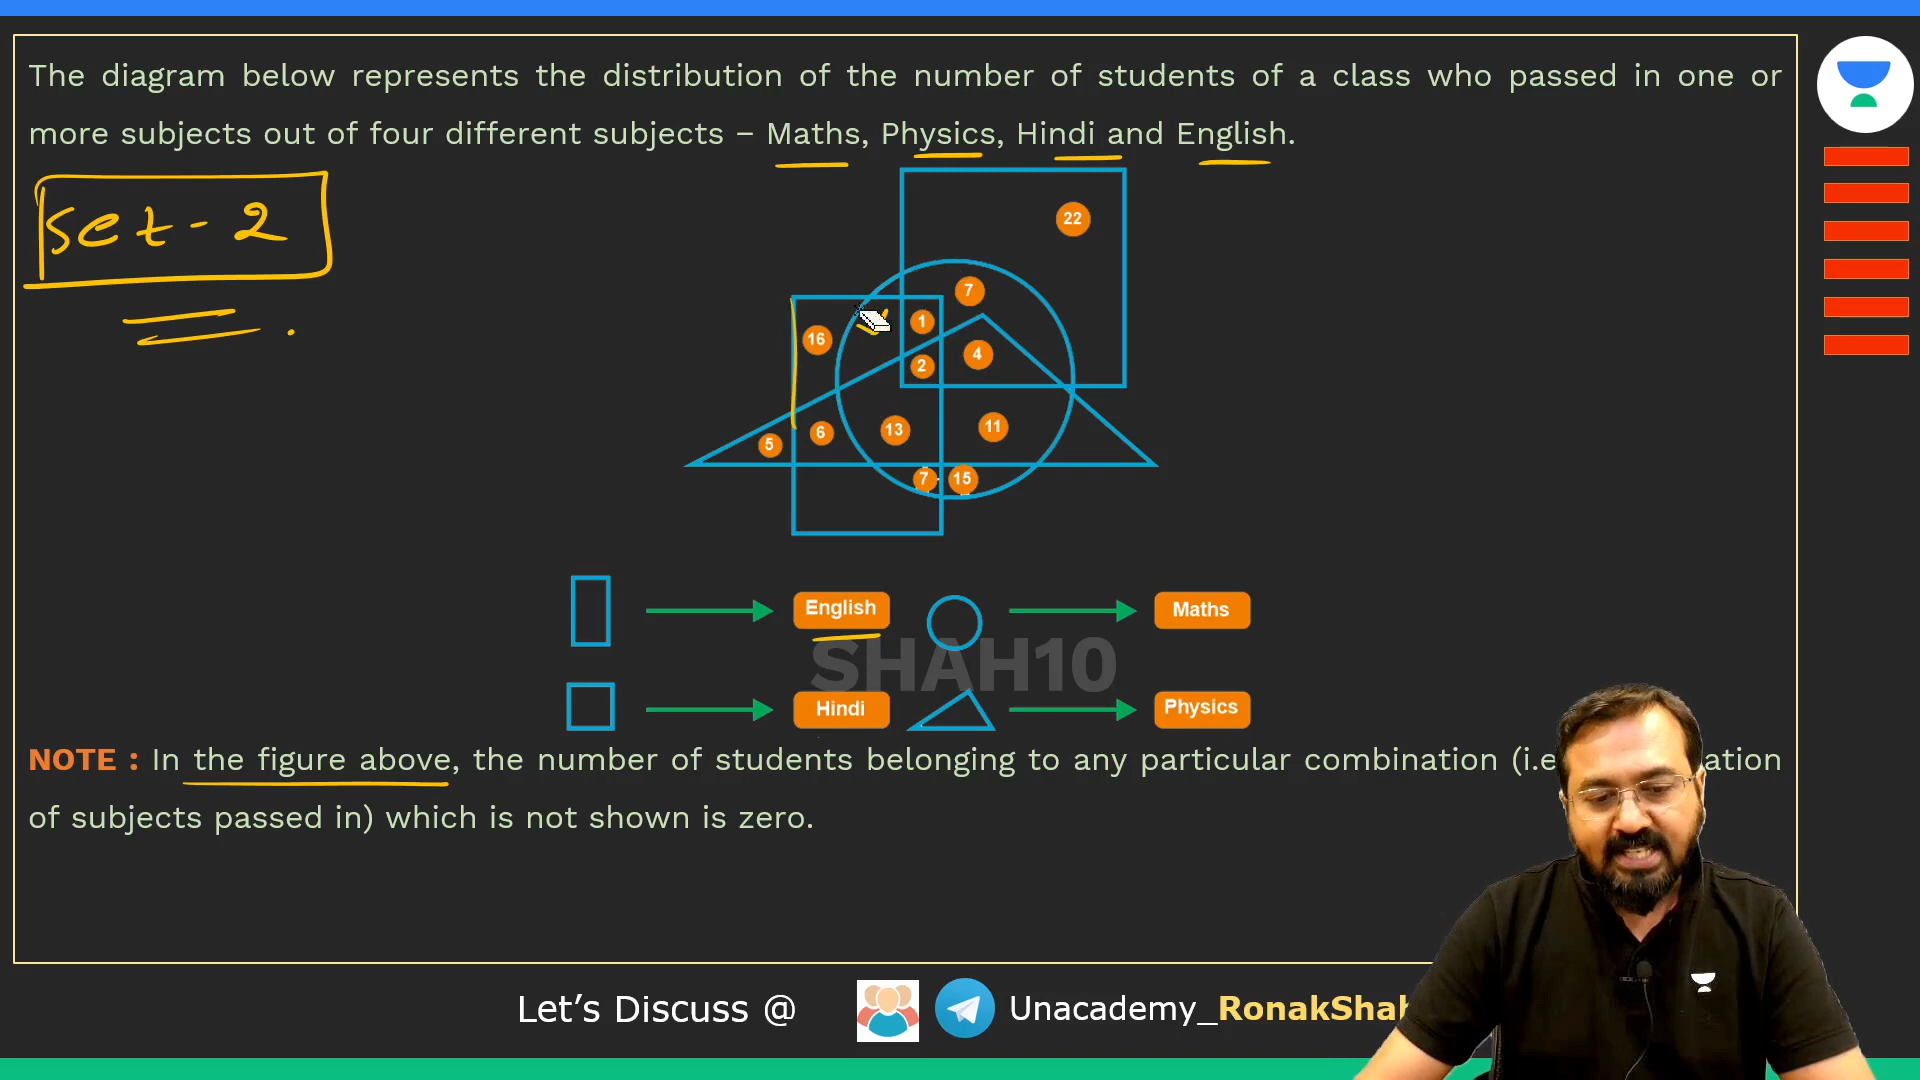 The diagram below represents the distribution of the number of students of a class who passed in one or
more subjects out of four different subjects – Maths, Physics, Hindi and English.
Set - 2
22
7
1
16
4
2
13
11
6
5
7
15
English
Maths
SHAH10
Hindi
Physics
NOTE : In the figure above, the number of students belonging to any particular combination (i.e
of subjects passed in) which is not shown is zero.
Let's Discuss @
Unacademy_RonakShah